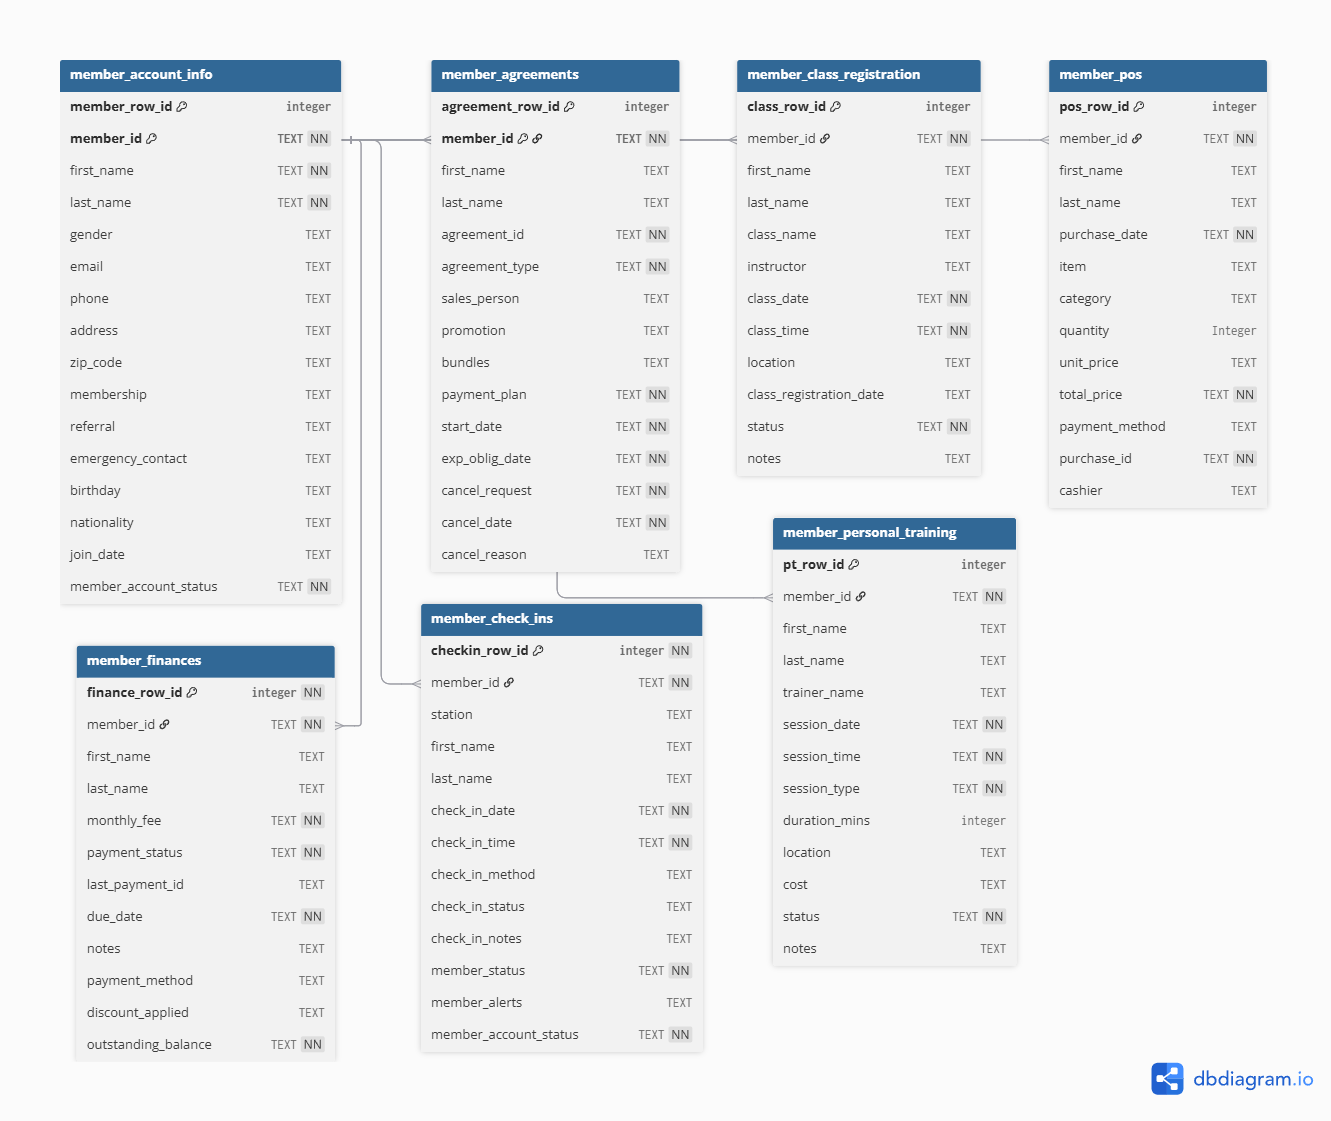 member_account_info
member_row_id integer
member_id TEXT NN
first_name TEXT NN
last_name TEXT NN
gender TEXT
email TEXT
phone TEXT
address TEXT
zip_code TEXT
membership TEXT
referral TEXT
emergency_contact TEXT
birthday TEXT
nationality TEXT
join_date TEXT
member_account_status TEXT NN
member_agreements
agreement_row_id integer
member_id TEXT NN
first_name TEXT
last_name TEXT
agreement_id TEXT NN
agreement_type TEXT NN
sales_person TEXT
promotion TEXT
bundles TEXT
payment_plan TEXT NN
start_date TEXT NN
exp_oblig_date TEXT NN
cancel_request TEXT NN
cancel_date TEXT NN
cancel_reason TEXT
member_class_registration
class_row_id integer
member_id TEXT NN
first_name TEXT
last_name TEXT
class_name TEXT
instructor TEXT
class_date TEXT NN
class_time TEXT NN
location TEXT
class_registration_date TEXT
status TEXT NN
notes TEXT
member_pos
pos_row_id integer
member_id TEXT NN
first_name TEXT
last_name TEXT
purchase_date TEXT NN
item TEXT
category TEXT
quantity Integer
unit_price TEXT
total_price TEXT NN
payment_method TEXT
purchase_id TEXT NN
cashier TEXT
member_finances
finance_row_id integer NN
member_id TEXT NN
first_name TEXT
last_name TEXT
monthly_fee TEXT NN
payment_status TEXT NN
last_payment_id TEXT
due_date TEXT NN
notes TEXT
payment_method TEXT
discount_applied TEXT
outstanding_balance TEXT NN
member_check_ins
checkin_row_id integer NN
member_id TEXT NN
station TEXT
first_name TEXT
last_name TEXT
check_in_date TEXT NN
check_in_time TEXT NN
check_in_method TEXT
check_in_status TEXT
check_in_notes TEXT
member_status TEXT NN
member_alerts TEXT
member_account_status TEXT NN
member_personal_training
pt_row_id integer
member_id TEXT NN
first_name TEXT
last_name TEXT
trainer_name TEXT
session_date TEXT NN
session_time TEXT NN
session_type TEXT NN
duration_mins integer
location TEXT
cost TEXT
status TEXT NN
notes TEXT
dbdiagram.io